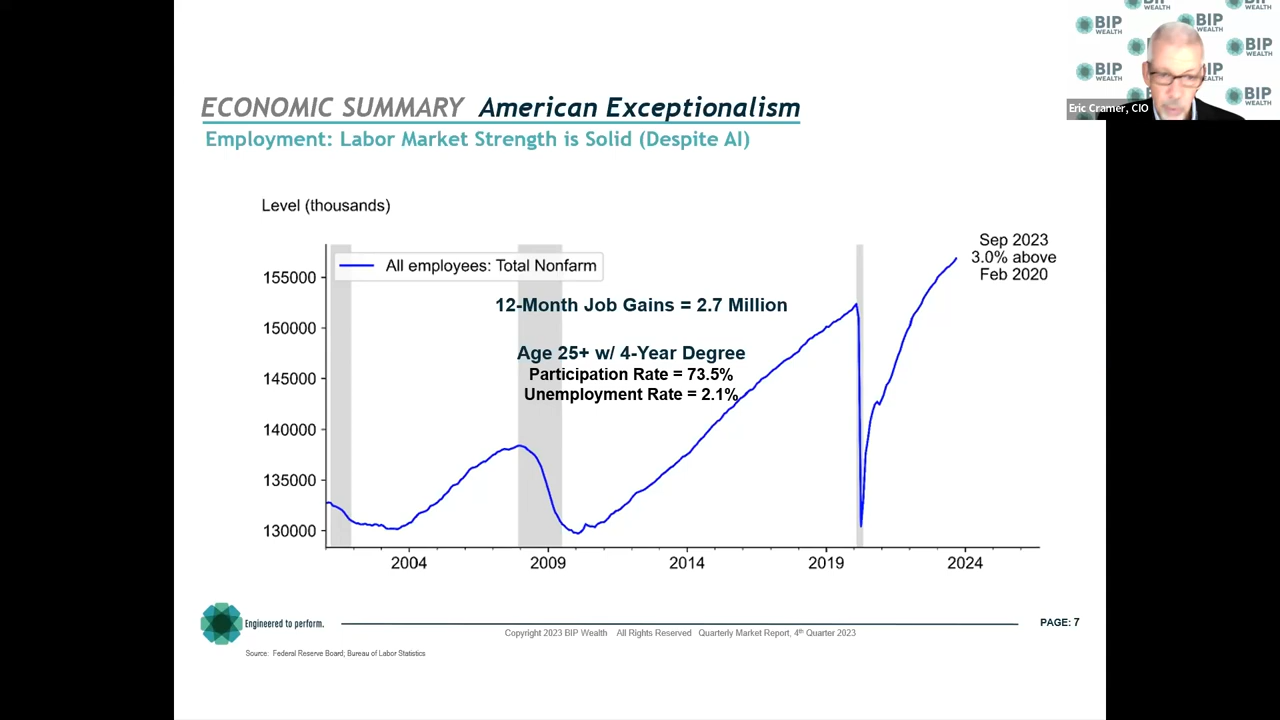 BIP
WEALTH
BIP
WEALTH
BIP
WEALTH
BIP
WEALTH
BIP
Eric Cramer, CIO
ECONOMIC SUMMARY American Exceptionalism
Employment: Labor Market Strength is Solid (Despite AI)
Level (thousands)
Sep 2023
3.0% above
Feb 2020
All employees: Total Nonfarm
155000
12-Month Job Gains = 2.7 Million
150000
Age 25+ w/ 4-Year Degree
Participation Rate = 73.5%
145000
Unemployment Rate = 2.1%
140000
135000
130000
2004 2009 2014 2019 2024
Engineered to perform.
PAGE: 7
Copyright 2023 BIP Wealth All Rights Reserved Quarterly Market Report, 4th Quarter 2023
Source: Federal Reserve Board; Bureau of Labor Statistics